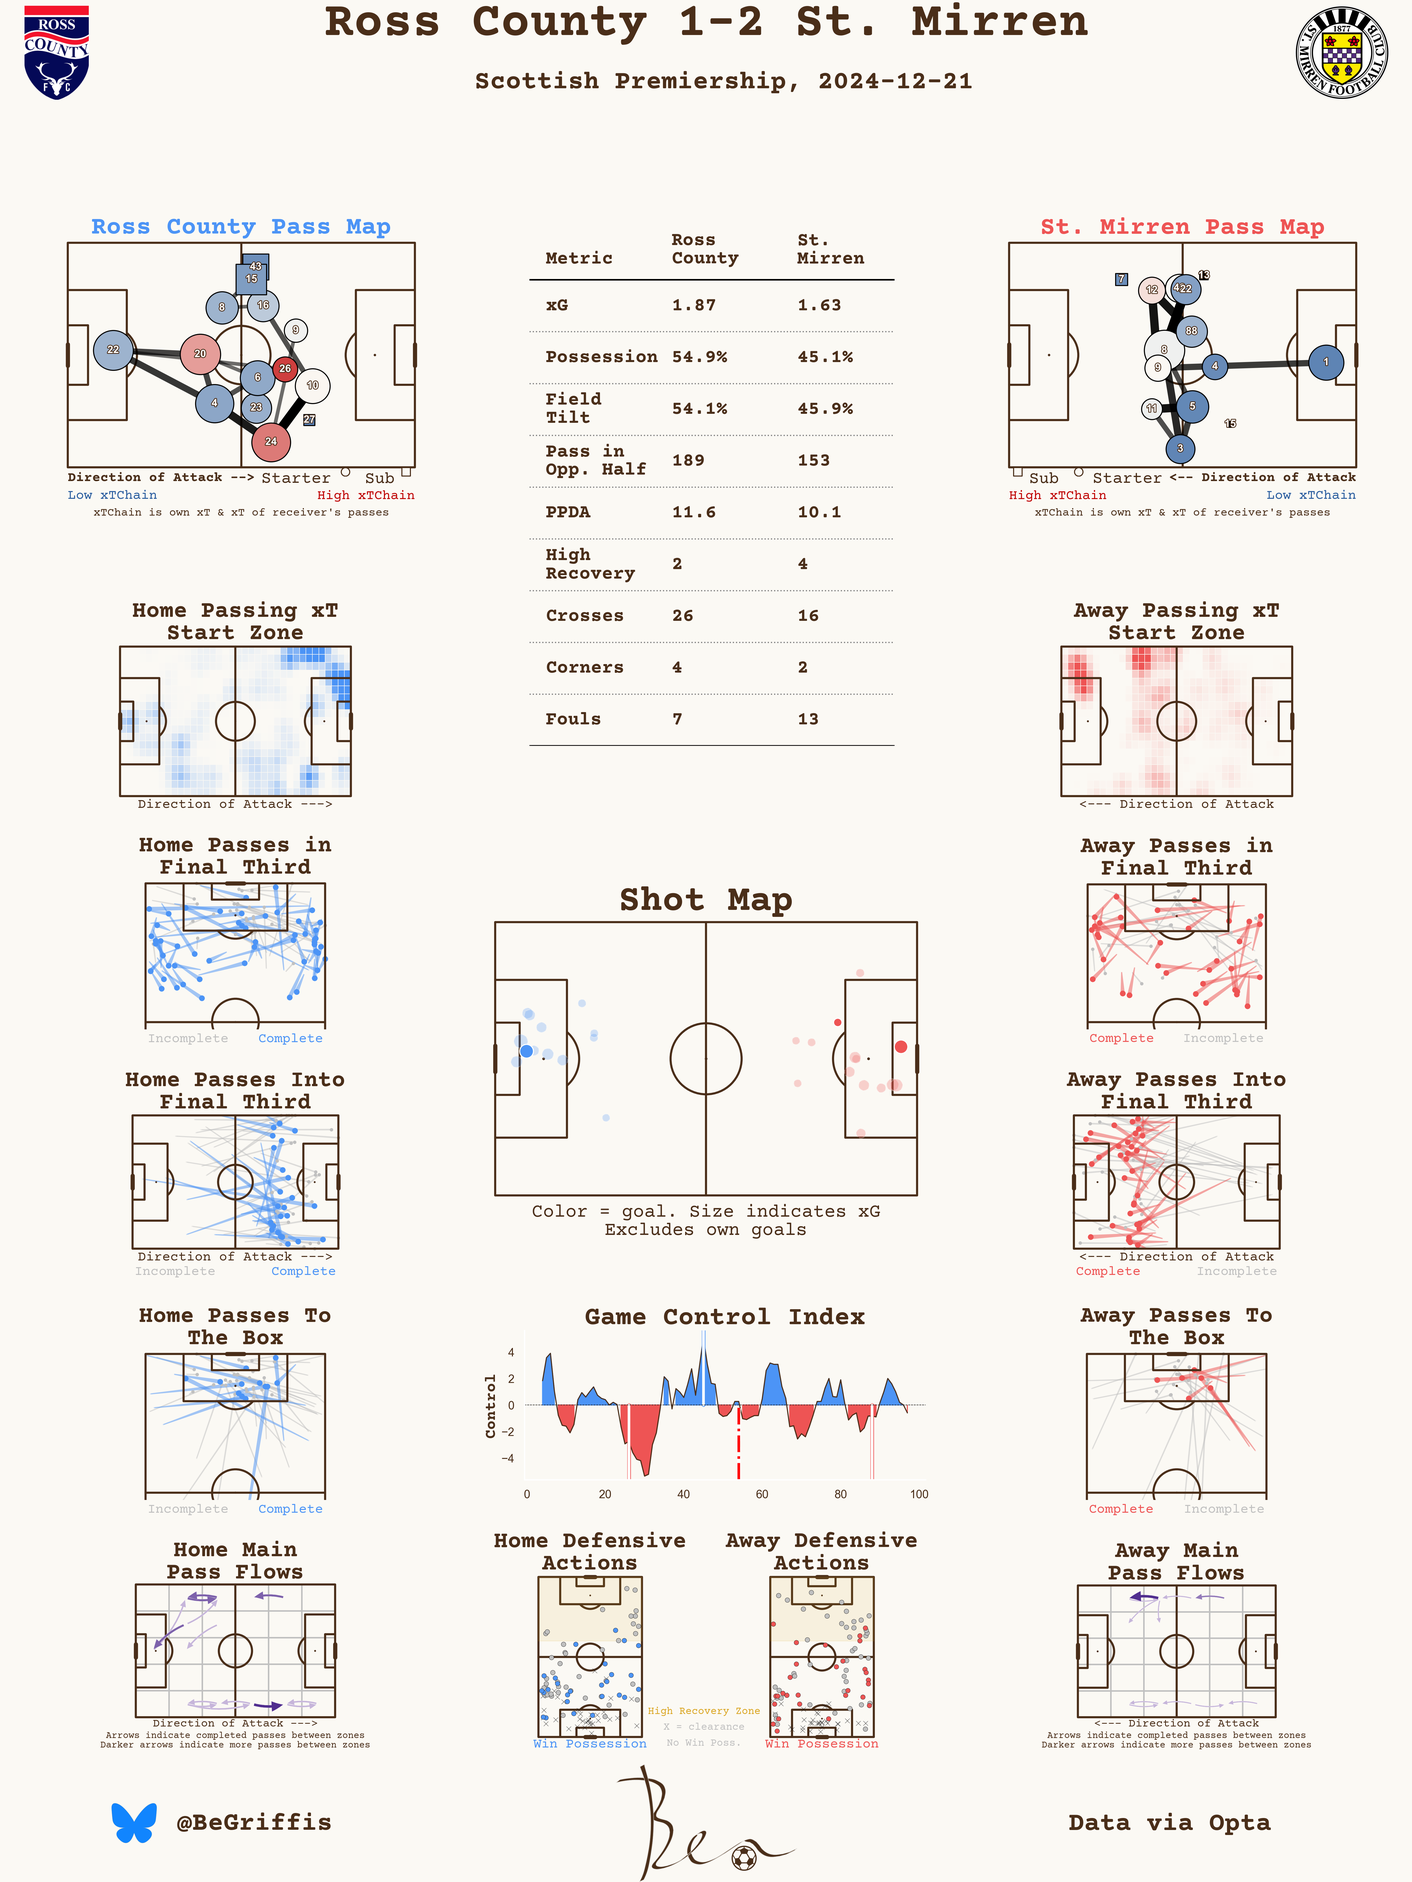 Ross County 1-2 St. Mirren
Scottish Premiership, 2024-12-21
ROSS
COUNTY
F C
1877
ST. MIRREN FOOTBALL CLUB
Ross County Pass Map
43
15
8
16
9
22
20
26
6
10
4
23
27
24
Direction of Attack --> Starter Sub
Low xTChain High xTChain
xTChain is own xT & xT of receiver's passes
Metric Ross County St. Mirren
xG 1.87 1.63
Possession 54.9% 45.1%
Field Tilt 54.1% 45.9%
Pass in Opp. Half 189 153
PPDA 11.6 10.1
High Recovery 2 4
Crosses 26 16
Corners 4 2
Fouls 7 13
St. Mirren Pass Map
7
13
12
22
88
8
9
4
1
11
5
15
3
Sub Starter <-- Direction of Attack
High xTChain Low xTChain
xTChain is own xT & xT of receiver's passes
Home Passing xT
Start Zone
Direction of Attack --->
Away Passing xT
Start Zone
<--- Direction of Attack
Home Passes in
Final Third
Incomplete Complete
Away Passes in
Final Third
Complete Incomplete
Shot Map
Color = goal. Size indicates xG
Excludes own goals
Home Passes Into
Final Third
Direction of Attack --->
Incomplete Complete
Away Passes Into
Final Third
<--- Direction of Attack
Complete Incomplete
Home Passes To
The Box
Incomplete Complete
Game Control Index
Control
4
2
0
−2
−4
0 20 40 60 80 100
Away Passes To
The Box
Complete Incomplete
Home Main
Pass Flows
Direction of Attack --->
Arrows indicate completed passes between zones
Darker arrows indicate more passes between zones
Home Defensive
Actions
Win Possession
Away Defensive
Actions
Win Possession
High Recovery Zone
X = clearance
No Win Poss.
Away Main
Pass Flows
<--- Direction of Attack
Arrows indicate completed passes between zones
Darker arrows indicate more passes between zones
@BeGriffis
Ben
Data via Opta